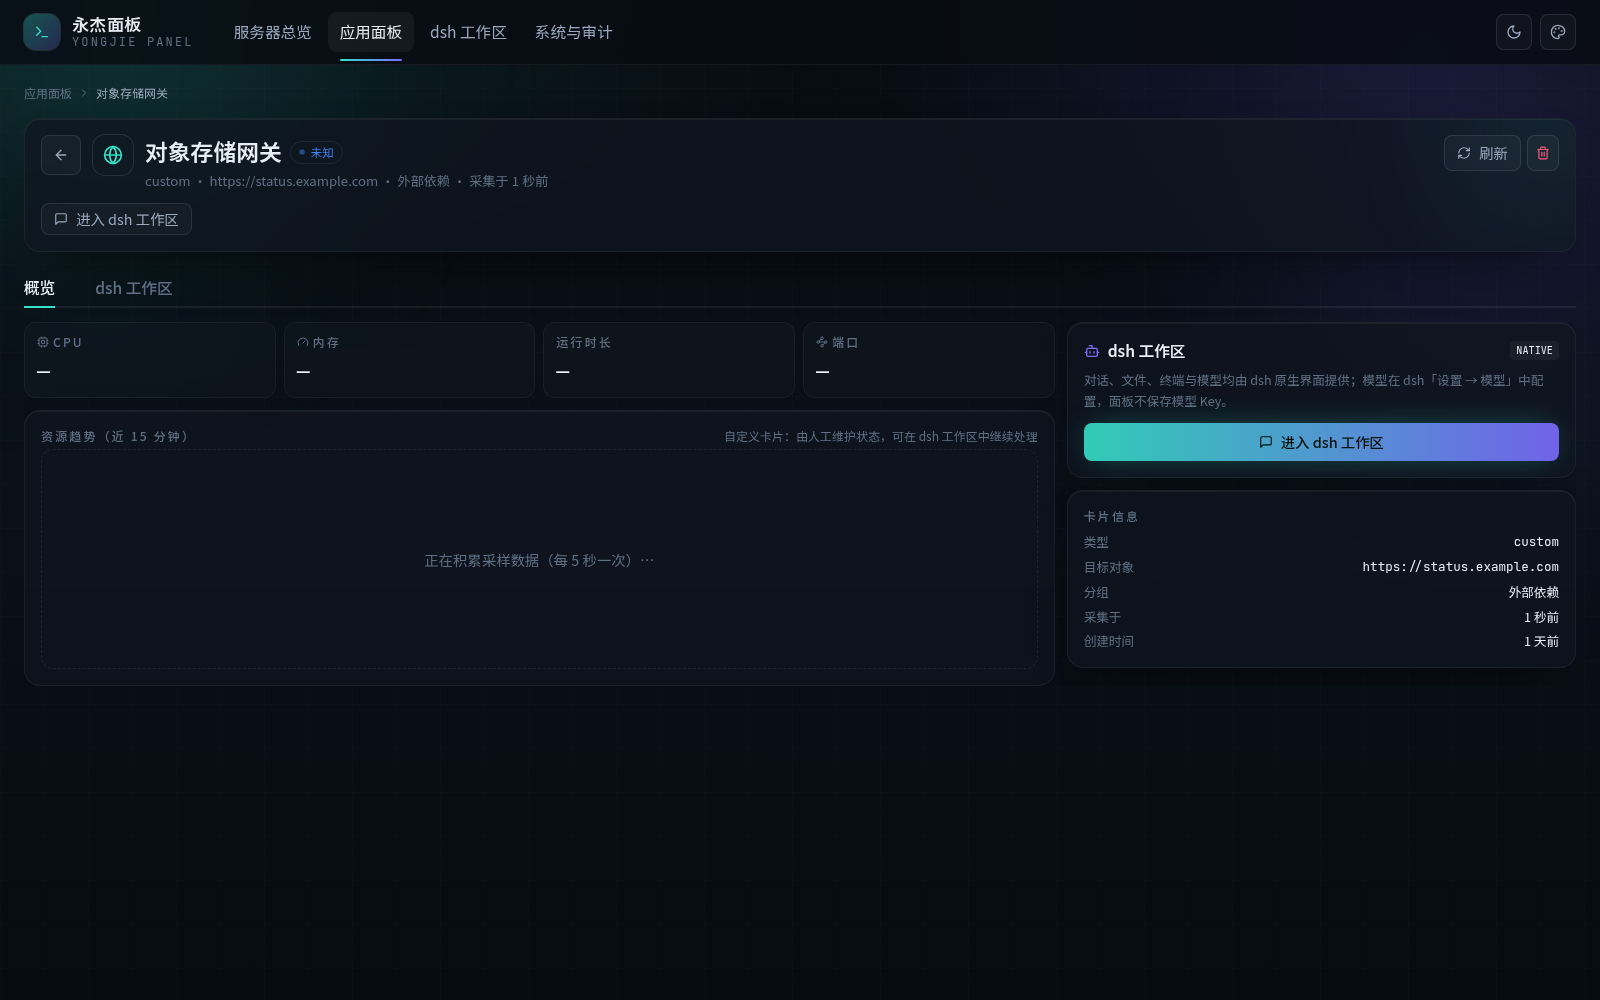 永杰面板
YONGJIE PANEL
服务器总览
应用面板
dsh 工作区
系统与审计
应用面板 > 对象存储网关
对象存储网关
未知
custom • https://status.example.com • 外部依赖 • 采集于 1 秒前
刷新
进入 dsh 工作区
概览
dsh 工作区
CPU
—
内存
—
运行时长
—
端口
—
资源趋势（近 15 分钟）
自定义卡片：由人工维护状态，可在 dsh 工作区中继续处理
正在积累采样数据（每 5 秒一次）…
dsh 工作区
NATIVE
对话、文件、终端与模型均由 dsh 原生界面提供；模型在 dsh「设置 → 模型」中配
置，面板不保存模型 Key。
进入 dsh 工作区
卡片信息
类型 custom
目标对象 https://status.example.com
分组 外部依赖
采集于 1 秒前
创建时间 1 天前